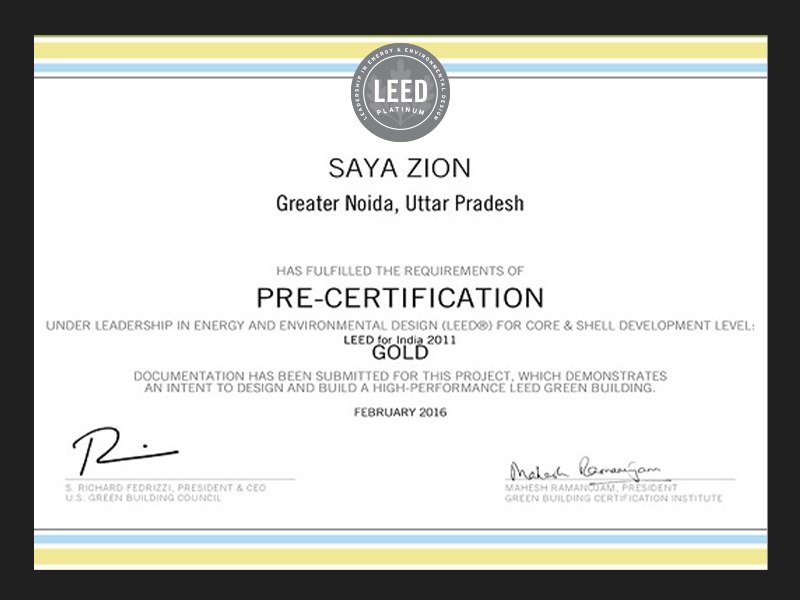 LEADERSHIP IN ENERGY & ENVIRONMENTAL DESIGN
LEED
PLATINUM
SAYA ZION
Greater Noida, Uttar Pradesh
HAS FULFILLED THE REQUIREMENTS OF
PRE-CERTIFICATION
UNDER LEADERSHIP IN ENERGY AND ENVIRONMENTAL DESIGN (LEED®) FOR CORE & SHELL DEVELOPMENT LEVEL:
LEED for India 2011
GOLD
DOCUMENTATION HAS BEEN SUBMITTED FOR THIS PROJECT, WHICH DEMONSTRATES
AN INTENT TO DESIGN AND BUILD A HIGH-PERFORMANCE LEED GREEN BUILDING.
FEBRUARY 2016
Mahesh Ramanujam
S. RICHARD FEDRIZZI, PRESIDENT & CEO
U.S. GREEN BUILDING COUNCIL
MAHESH RAMANUJAM, PRESIDENT
GREEN BUILDING CERTIFICATION INSTITUTE